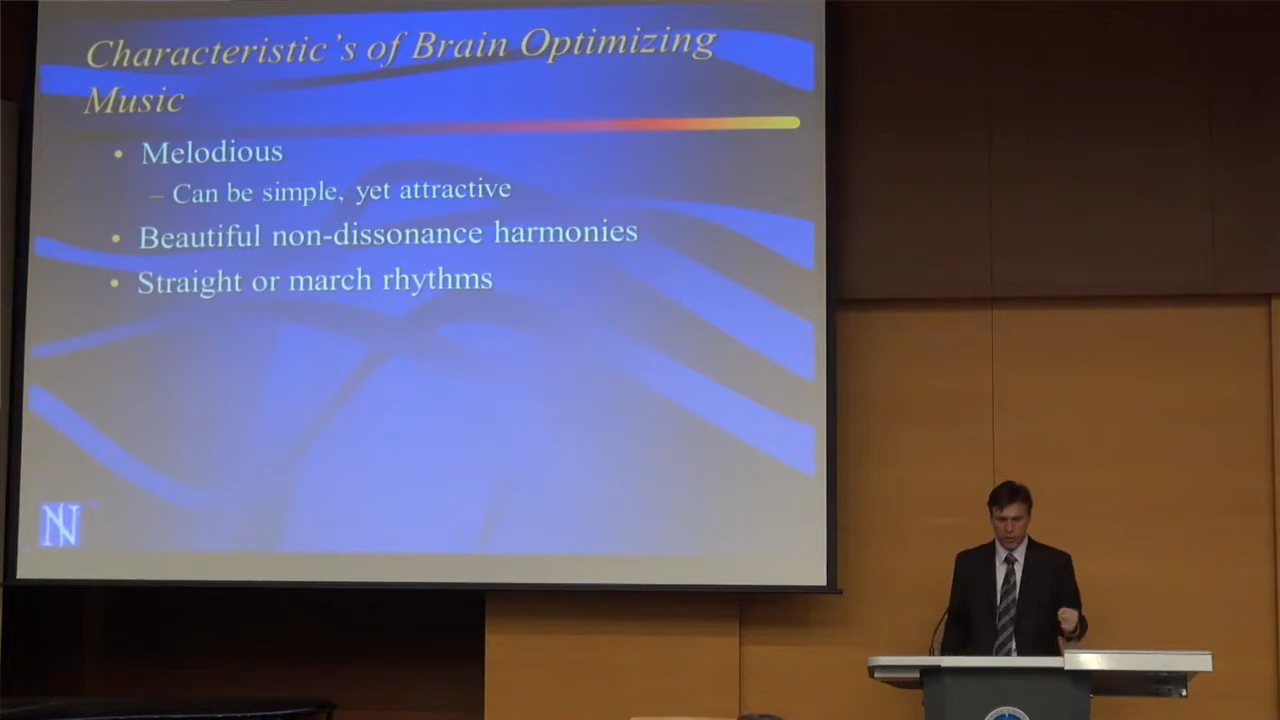 Characteristic's of Brain Optimizing
Music
• Melodious
– Can be simple, yet attractive
• Beautiful non-dissonance harmonies
• Straight or march rhythms
N